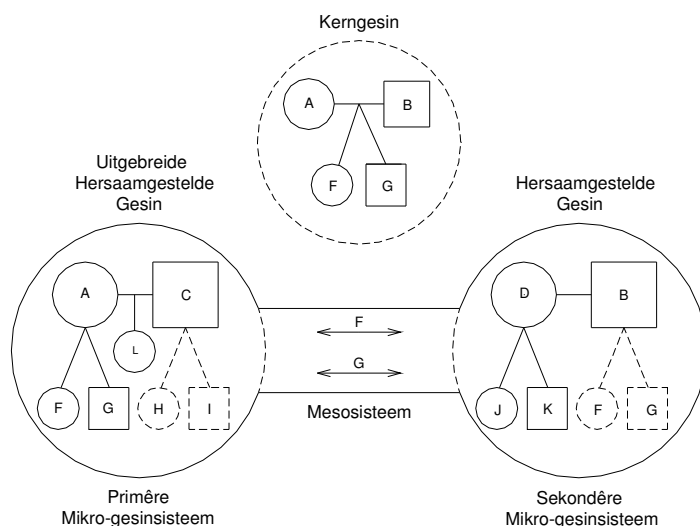 Kerngesin
A B
F G
Uitgebreide
Hersaamgestelde
Gesin
Hersaamgestelde
Gesin
A C
L
F G H I
F
G
Mesosisteem
D B
J K F G
Primêre
Mikro-gesinsisteem
Sekondêre
Mikro-gesinsisteem